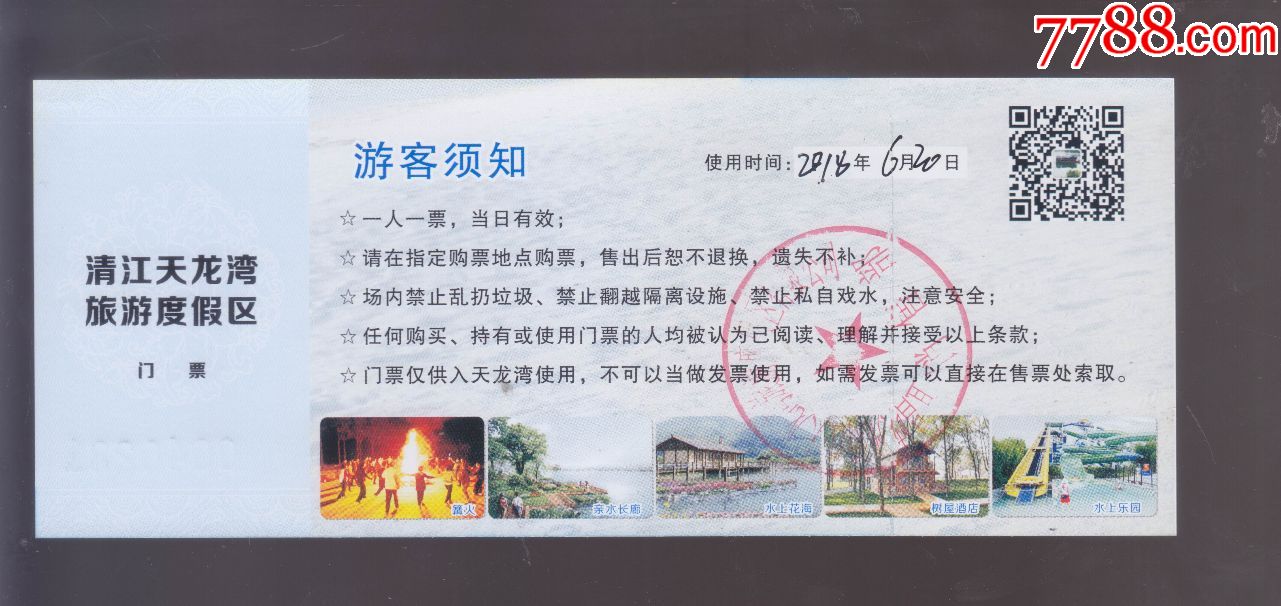 7788.com
清江天龙湾
旅游度假区
门 票
游客须知
使用时间:2018年6月20日
☆一人一票，当日有效；
☆请在指定购票地点购票，售出后恕不退换，遗失不补；
☆场内禁止乱扔垃圾、禁止翻越隔离设施、禁止私自戏水，注意安全；
☆任何购买、持有或使用门票的人均被认为已阅读、理解并接受以上条款；
☆门票仅供入天龙湾使用，不可以当做发票使用，如需发票可以直接在售票处索取。
篝火
亲水长廊
水上花海
树屋酒店
水上乐园